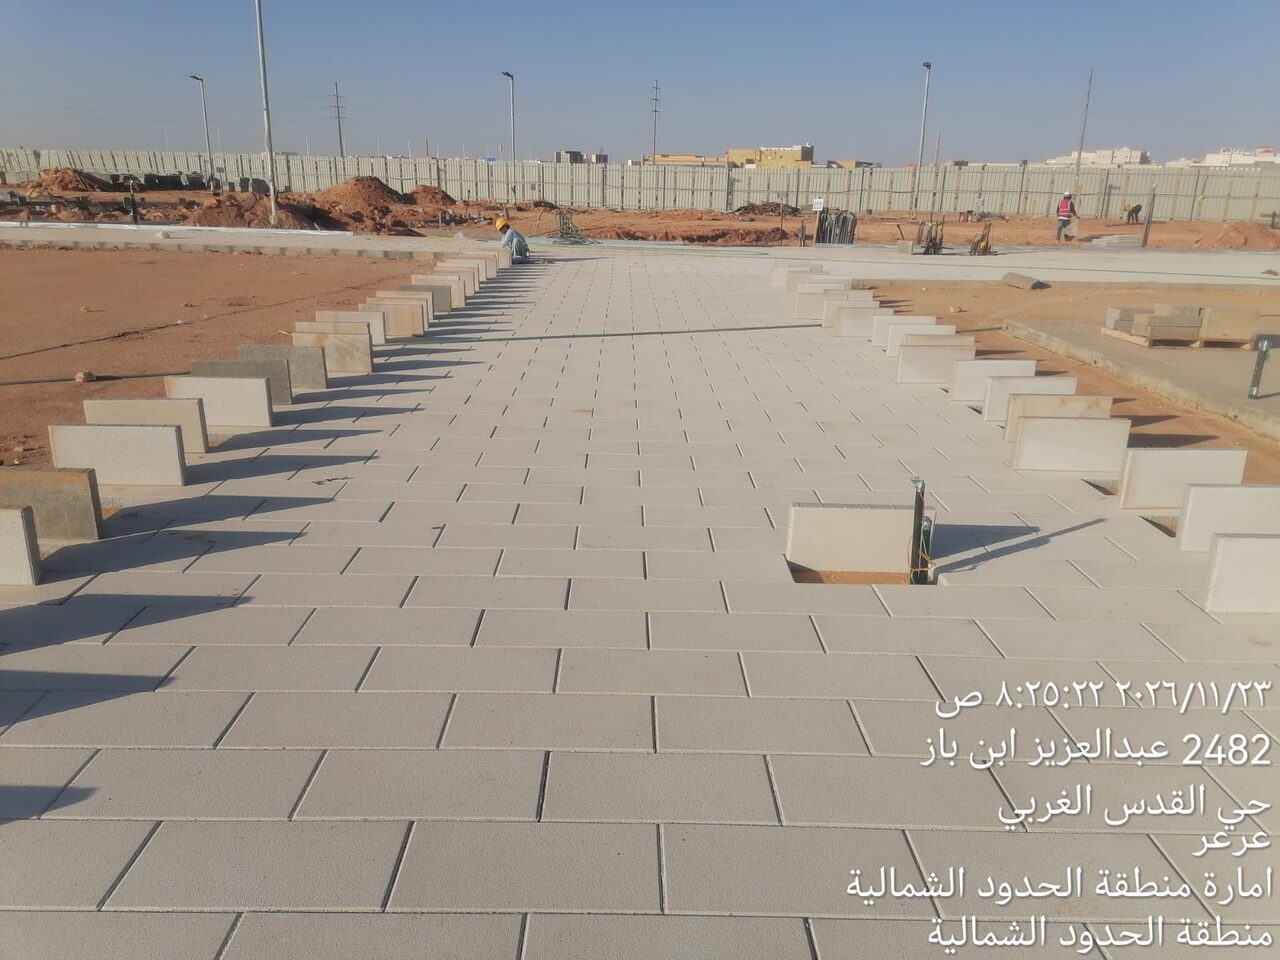 ٢٠٢٦/١١/٢٣ ٨:٢٥:٢٢ ص
2482 عبدالعزيز ابن باز
حي القدس الغربي
عرعر
امارة منطقة الحدود الشمالية
منطقة الحدود الشمالية